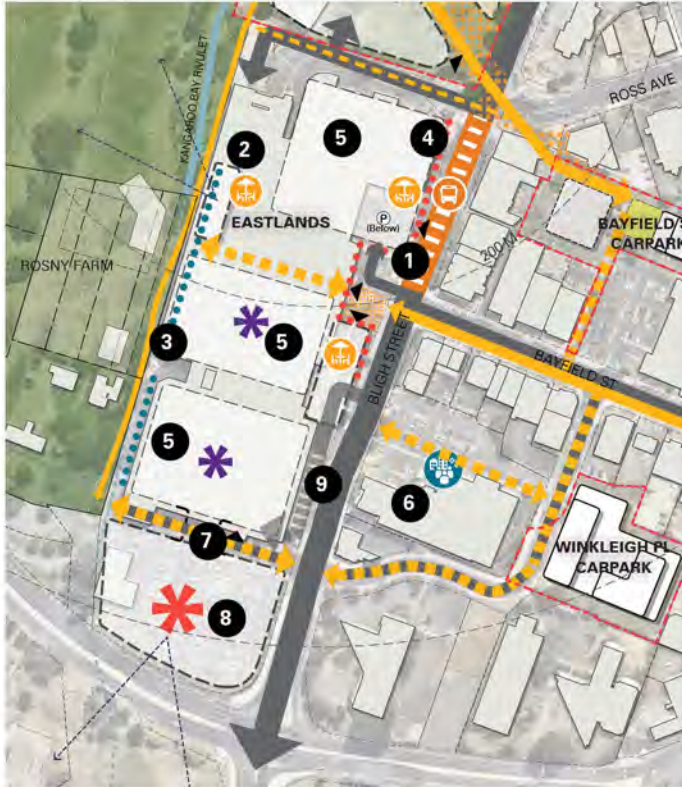 KANGAROO BAY RIVULET
ROSS AVE
5
4
2
P
(Below)
EASTLANDS
BAYFIELD S
CARPARK
200 M
1
ROSNY FARM
3
5
BLIGH STREET
BAYFIELD ST
5
9
6
7
WINKLEIGH PL
CARPARK
8